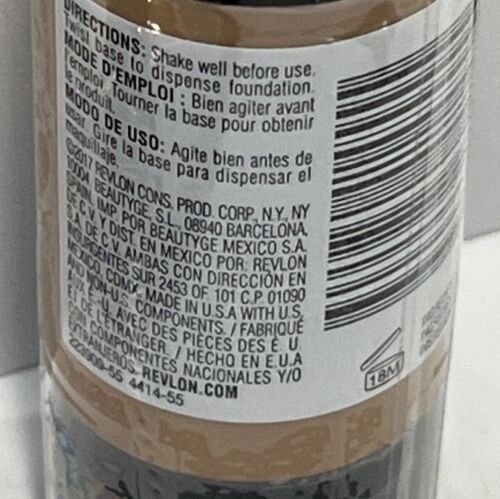 DIRECTIONS: Shake well before use.
Twist base to dispense foundation.
MODE D'EMPLOI : Bien agiter avant
l'emploi. Tourner la base pour obtenir
le produit.
MODO DE USO: Agite bien antes de
usar. Gire la base para dispensar el
maquillaje.
©2017 REVLON CONS. PROD. CORP., N.Y., NY
10004. BEAUTYGE, S.L., 08940 BARCELONA,
SPAIN. IMP. POR BEAUTYGE MEXICO S.A.
DE C.V. Y DIST. EN MEXICO POR: REVLON
S.A. DE C.V. AMBAS CON DIRECCIÓN EN
INSURGENTES SUR 2453 OF. 101 C.P. 01090
MÉXICO, CDMX. MADE IN U.S.A WITH U.S.
AND NON-U.S. COMPONENTS. / FABRIQUÉ
AUX É.-U. AVEC DES PIÈCES DES É. U.
ET DE L'ÉTRANGER. / HECHO EN E.U.A
CON COMPONENTES NACIONALES Y/O
EXTRANJEROS. REVLON.COM
223909-55 4414-55
18M